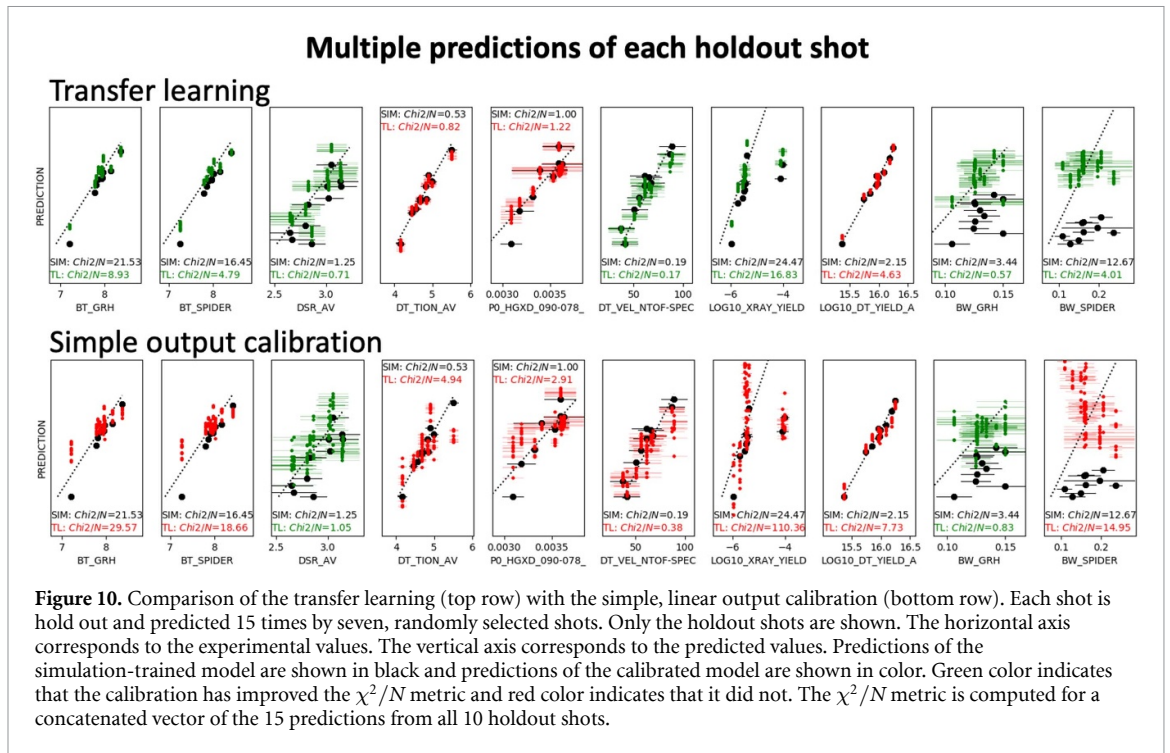 Multiple predictions of each holdout shot
Transfer learning
PREDICTION
SIM: Chi2/N=21.53
TL: Chi2/N=8.93
7 8
BT_GRH
SIM: Chi2/N=16.45
TL: Chi2/N=4.79
7 8
BT_SPIDER
SIM: Chi2/N=1.25
TL: Chi2/N=0.71
2.5 3.0
DSR_AV
SIM: Chi2/N=0.53
TL: Chi2/N=0.82
4 5 6
DT_TION_AV
SIM: Chi2/N=1.00
TL: Chi2/N=1.22
0.0030 0.0035
P0_HGXD_090-078_
SIM: Chi2/N=0.19
TL: Chi2/N=0.17
50 100
DT_VEL_NTOF-SPEC
SIM: Chi2/N=24.47
TL: Chi2/N=16.83
−6 −4
LOG10_XRAY_YIELD
SIM: Chi2/N=2.15
TL: Chi2/N=4.63
15.5 16.0 16.5
LOG10_DT_YIELD_A
SIM: Chi2/N=3.44
TL: Chi2/N=0.57
0.10 0.15
BW_GRH
SIM: Chi2/N=12.67
TL: Chi2/N=4.01
0.1 0.2
BW_SPIDER
Simple output calibration
PREDICTION
SIM: Chi2/N=21.53
TL: Chi2/N=29.57
7 8
BT_GRH
SIM: Chi2/N=16.45
TL: Chi2/N=18.66
7 8
BT_SPIDER
SIM: Chi2/N=1.25
TL: Chi2/N=1.05
2.5 3.0
DSR_AV
SIM: Chi2/N=0.53
TL: Chi2/N=4.94
4 5 6
DT_TION_AV
SIM: Chi2/N=1.00
TL: Chi2/N=2.91
0.0030 0.0035
P0_HGXD_090-078_
SIM: Chi2/N=0.19
TL: Chi2/N=0.38
50 100
DT_VEL_NTOF-SPEC
SIM: Chi2/N=24.47
TL: Chi2/N=110.36
−6 −4
LOG10_XRAY_YIELD
SIM: Chi2/N=2.15
TL: Chi2/N=7.73
15.5 16.0 16.5
LOG10_DT_YIELD_A
SIM: Chi2/N=3.44
TL: Chi2/N=0.83
0.10 0.15
BW_GRH
SIM: Chi2/N=12.67
TL: Chi2/N=14.95
0.1 0.2
BW_SPIDER
Figure 10. Comparison of the transfer learning (top row) with the simple, linear output calibration (bottom row). Each shot is
hold out and predicted 15 times by seven, randomly selected shots. Only the holdout shots are shown. The horizontal axis
corresponds to the experimental values. The vertical axis corresponds to the predicted values. Predictions of the
simulation-trained model are shown in black and predictions of the calibrated model are shown in color. Green color indicates
that the calibration has improved the χ²/N metric and red color indicates that it did not. The χ²/N metric is computed for a
concatenated vector of the 15 predictions from all 10 holdout shots.